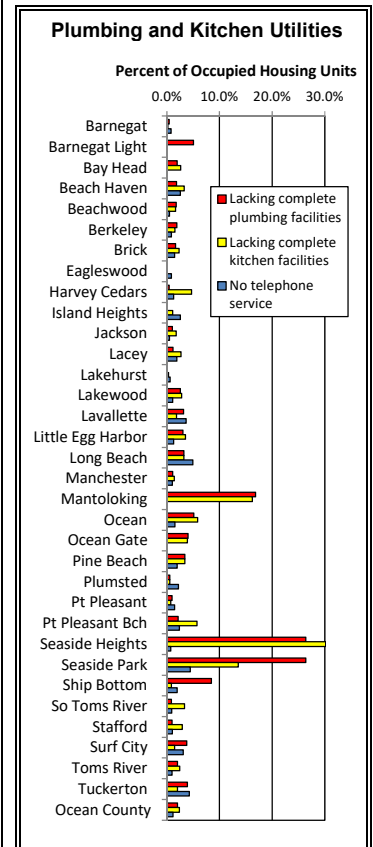 Plumbing and Kitchen Utilities
Percent of Occupied Housing Units
0.0% 10.0% 20.0% 30.0%
Barnegat
Barnegat Light
Bay Head
Beach Haven
Beachwood
Berkeley
Brick
Eagleswood
Harvey Cedars
Island Heights
Jackson
Lacey
Lakehurst
Lakewood
Lavallette
Little Egg Harbor
Long Beach
Manchester
Mantoloking
Ocean
Ocean Gate
Pine Beach
Plumsted
Pt Pleasant
Pt Pleasant Bch
Seaside Heights
Seaside Park
Ship Bottom
So Toms River
Stafford
Surf City
Toms River
Tuckerton
Ocean County
Lacking complete
plumbing facilities
Lacking complete
kitchen facilities
No telephone
service